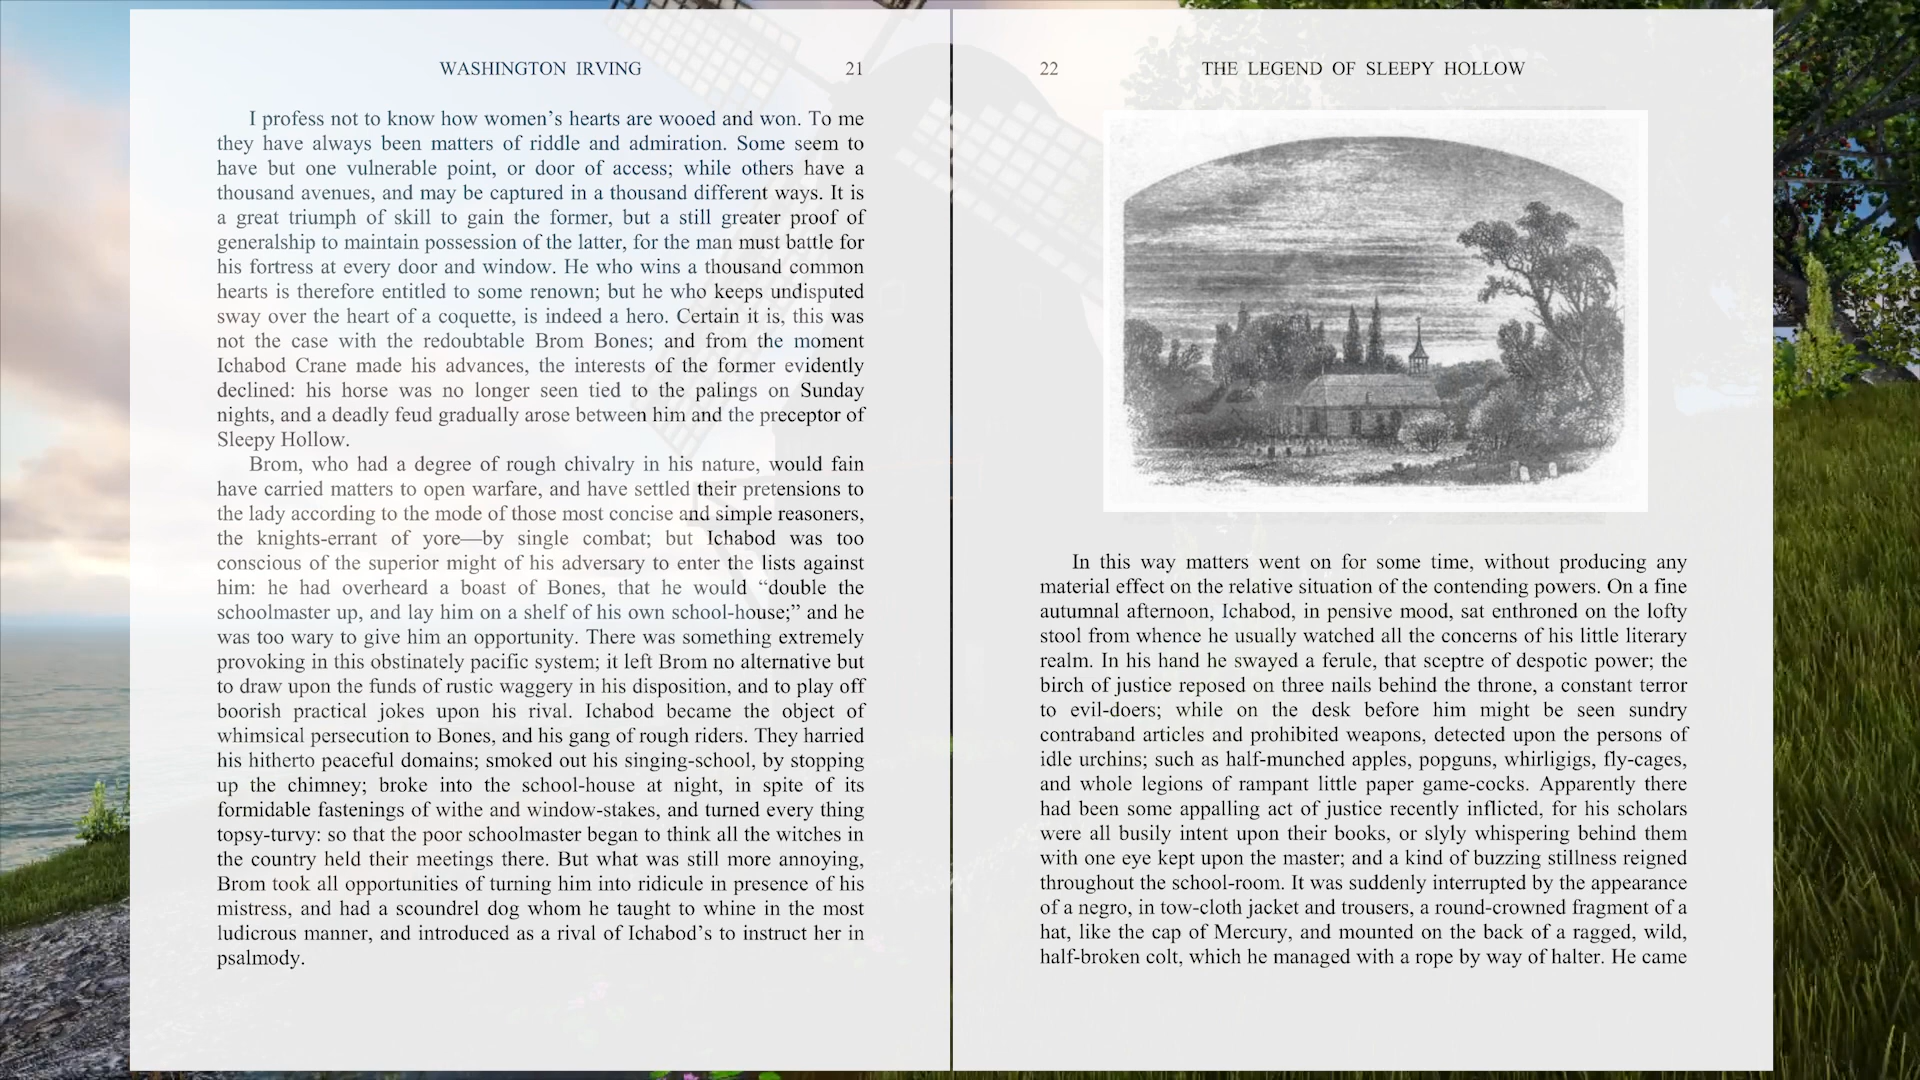 WASHINGTON IRVING 21
I profess not to know how women’s hearts are wooed and won. To me
they have always been matters of riddle and admiration. Some seem to
have but one vulnerable point, or door of access; while others have a
thousand avenues, and may be captured in a thousand different ways. It is
a great triumph of skill to gain the former, but a still greater proof of
generalship to maintain possession of the latter, for the man must battle for
his fortress at every door and window. He who wins a thousand common
hearts is therefore entitled to some renown; but he who keeps undisputed
sway over the heart of a coquette, is indeed a hero. Certain it is, this was
not the case with the redoubtable Brom Bones; and from the moment
Ichabod Crane made his advances, the interests of the former evidently
declined: his horse was no longer seen tied to the palings on Sunday
nights, and a deadly feud gradually arose between him and the preceptor of
Sleepy Hollow.
Brom, who had a degree of rough chivalry in his nature, would fain
have carried matters to open warfare, and have settled their pretensions to
the lady according to the mode of those most concise and simple reasoners,
the knights-errant of yore—by single combat; but Ichabod was too
conscious of the superior might of his adversary to enter the lists against
him: he had overheard a boast of Bones, that he would “double the
schoolmaster up, and lay him on a shelf of his own school-house;” and he
was too wary to give him an opportunity. There was something extremely
provoking in this obstinately pacific system; it left Brom no alternative but
to draw upon the funds of rustic waggery in his disposition, and to play off
boorish practical jokes upon his rival. Ichabod became the object of
whimsical persecution to Bones, and his gang of rough riders. They harried
his hitherto peaceful domains; smoked out his singing-school, by stopping
up the chimney; broke into the school-house at night, in spite of its
formidable fastenings of withe and window-stakes, and turned every thing
topsy-turvy: so that the poor schoolmaster began to think all the witches in
the country held their meetings there. But what was still more annoying,
Brom took all opportunities of turning him into ridicule in presence of his
mistress, and had a scoundrel dog whom he taught to whine in the most
ludicrous manner, and introduced as a rival of Ichabod’s to instruct her in
psalmody.
22 THE LEGEND OF SLEEPY HOLLOW
In this way matters went on for some time, without producing any
material effect on the relative situation of the contending powers. On a fine
autumnal afternoon, Ichabod, in pensive mood, sat enthroned on the lofty
stool from whence he usually watched all the concerns of his little literary
realm. In his hand he swayed a ferule, that sceptre of despotic power; the
birch of justice reposed on three nails behind the throne, a constant terror
to evil-doers; while on the desk before him might be seen sundry
contraband articles and prohibited weapons, detected upon the persons of
idle urchins; such as half-munched apples, popguns, whirligigs, fly-cages,
and whole legions of rampant little paper game-cocks. Apparently there
had been some appalling act of justice recently inflicted, for his scholars
were all busily intent upon their books, or slyly whispering behind them
with one eye kept upon the master; and a kind of buzzing stillness reigned
throughout the school-room. It was suddenly interrupted by the appearance
of a negro, in tow-cloth jacket and trousers, a round-crowned fragment of a
hat, like the cap of Mercury, and mounted on the back of a ragged, wild,
half-broken colt, which he managed with a rope by way of halter. He came